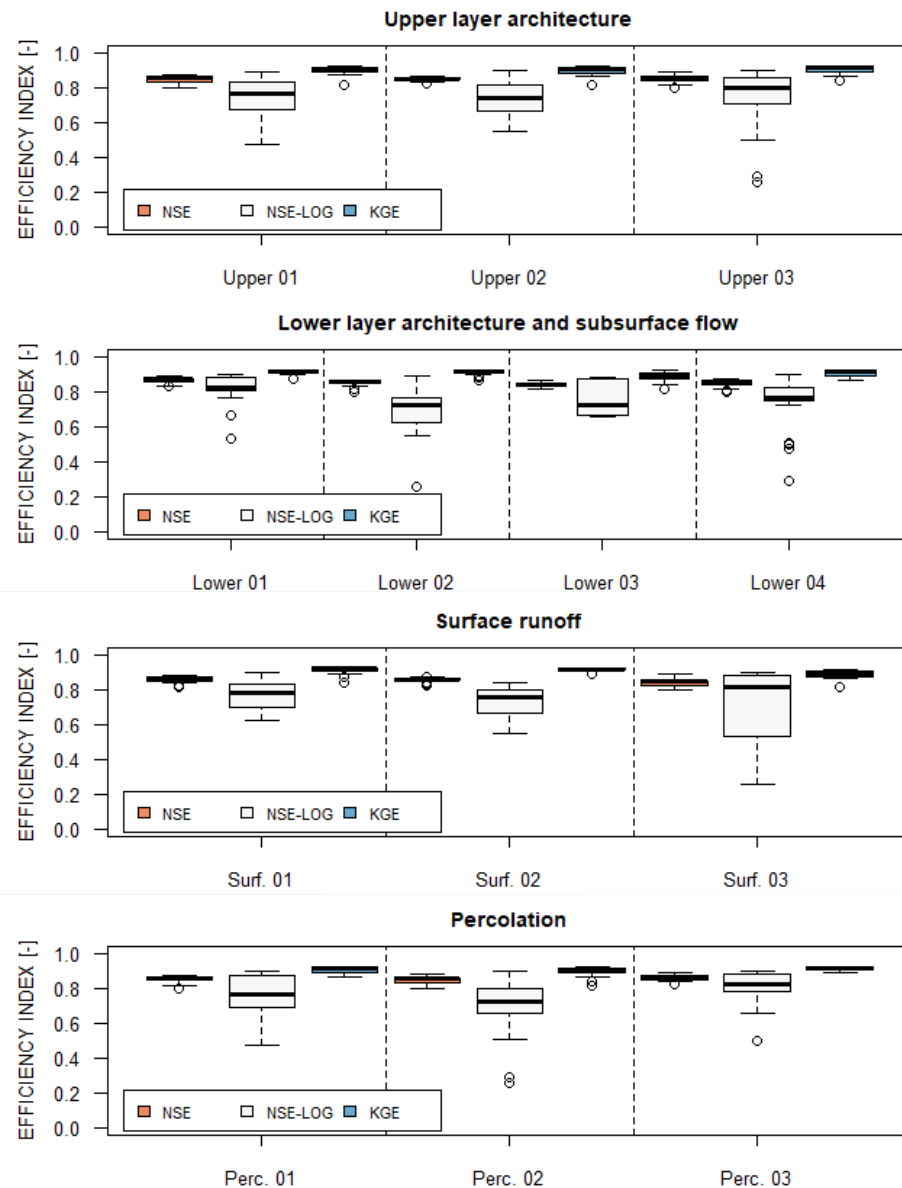 Upper layer architecture
EFFICIENCY INDEX [-]
1.0
0.8
0.6
0.4
0.2
0.0
NSE NSE-LOG KGE
Upper 01 Upper 02 Upper 03
Lower layer architecture and subsurface flow
EFFICIENCY INDEX [-]
1.0
0.8
0.6
0.4
0.2
0.0
NSE NSE-LOG KGE
Lower 01 Lower 02 Lower 03 Lower 04
Surface runoff
EFFICIENCY INDEX [-]
1.0
0.8
0.6
0.4
0.2
0.0
NSE NSE-LOG KGE
Surf. 01 Surf. 02 Surf. 03
Percolation
EFFICIENCY INDEX [-]
1.0
0.8
0.6
0.4
0.2
0.0
NSE NSE-LOG KGE
Perc. 01 Perc. 02 Perc. 03